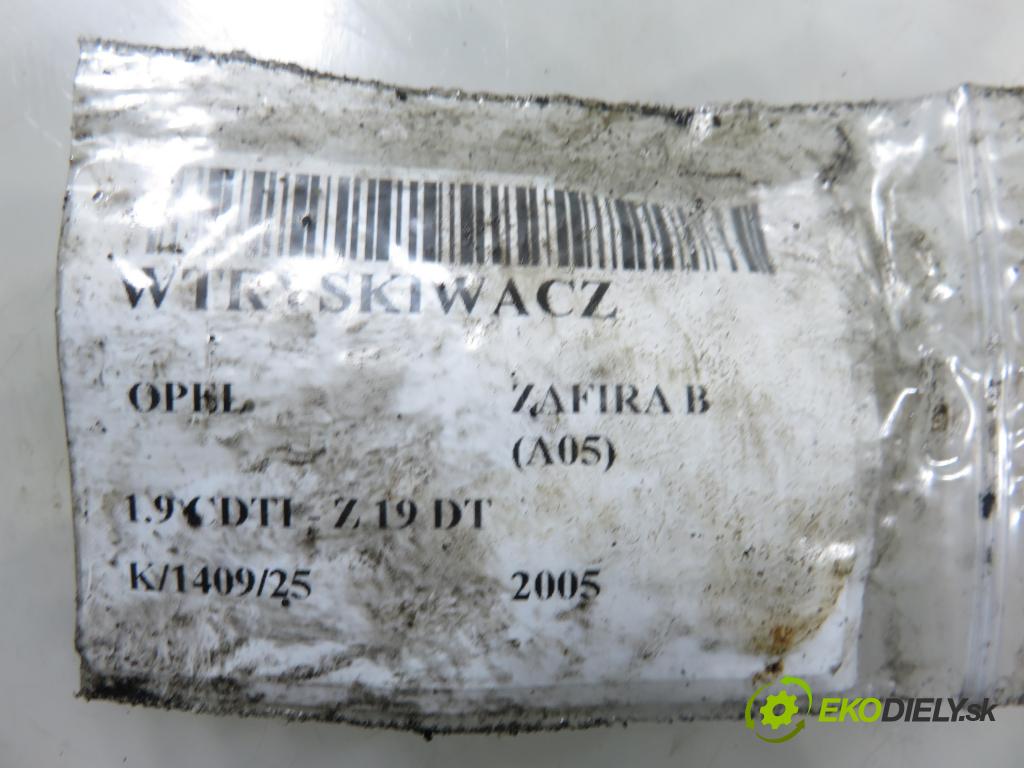 WTRYSKIWACZ
OPEL ZAFIRA B
(A05)
1.9 CDTI - Z 19 DT
K/1409/25 2005
EKODIELY.sk